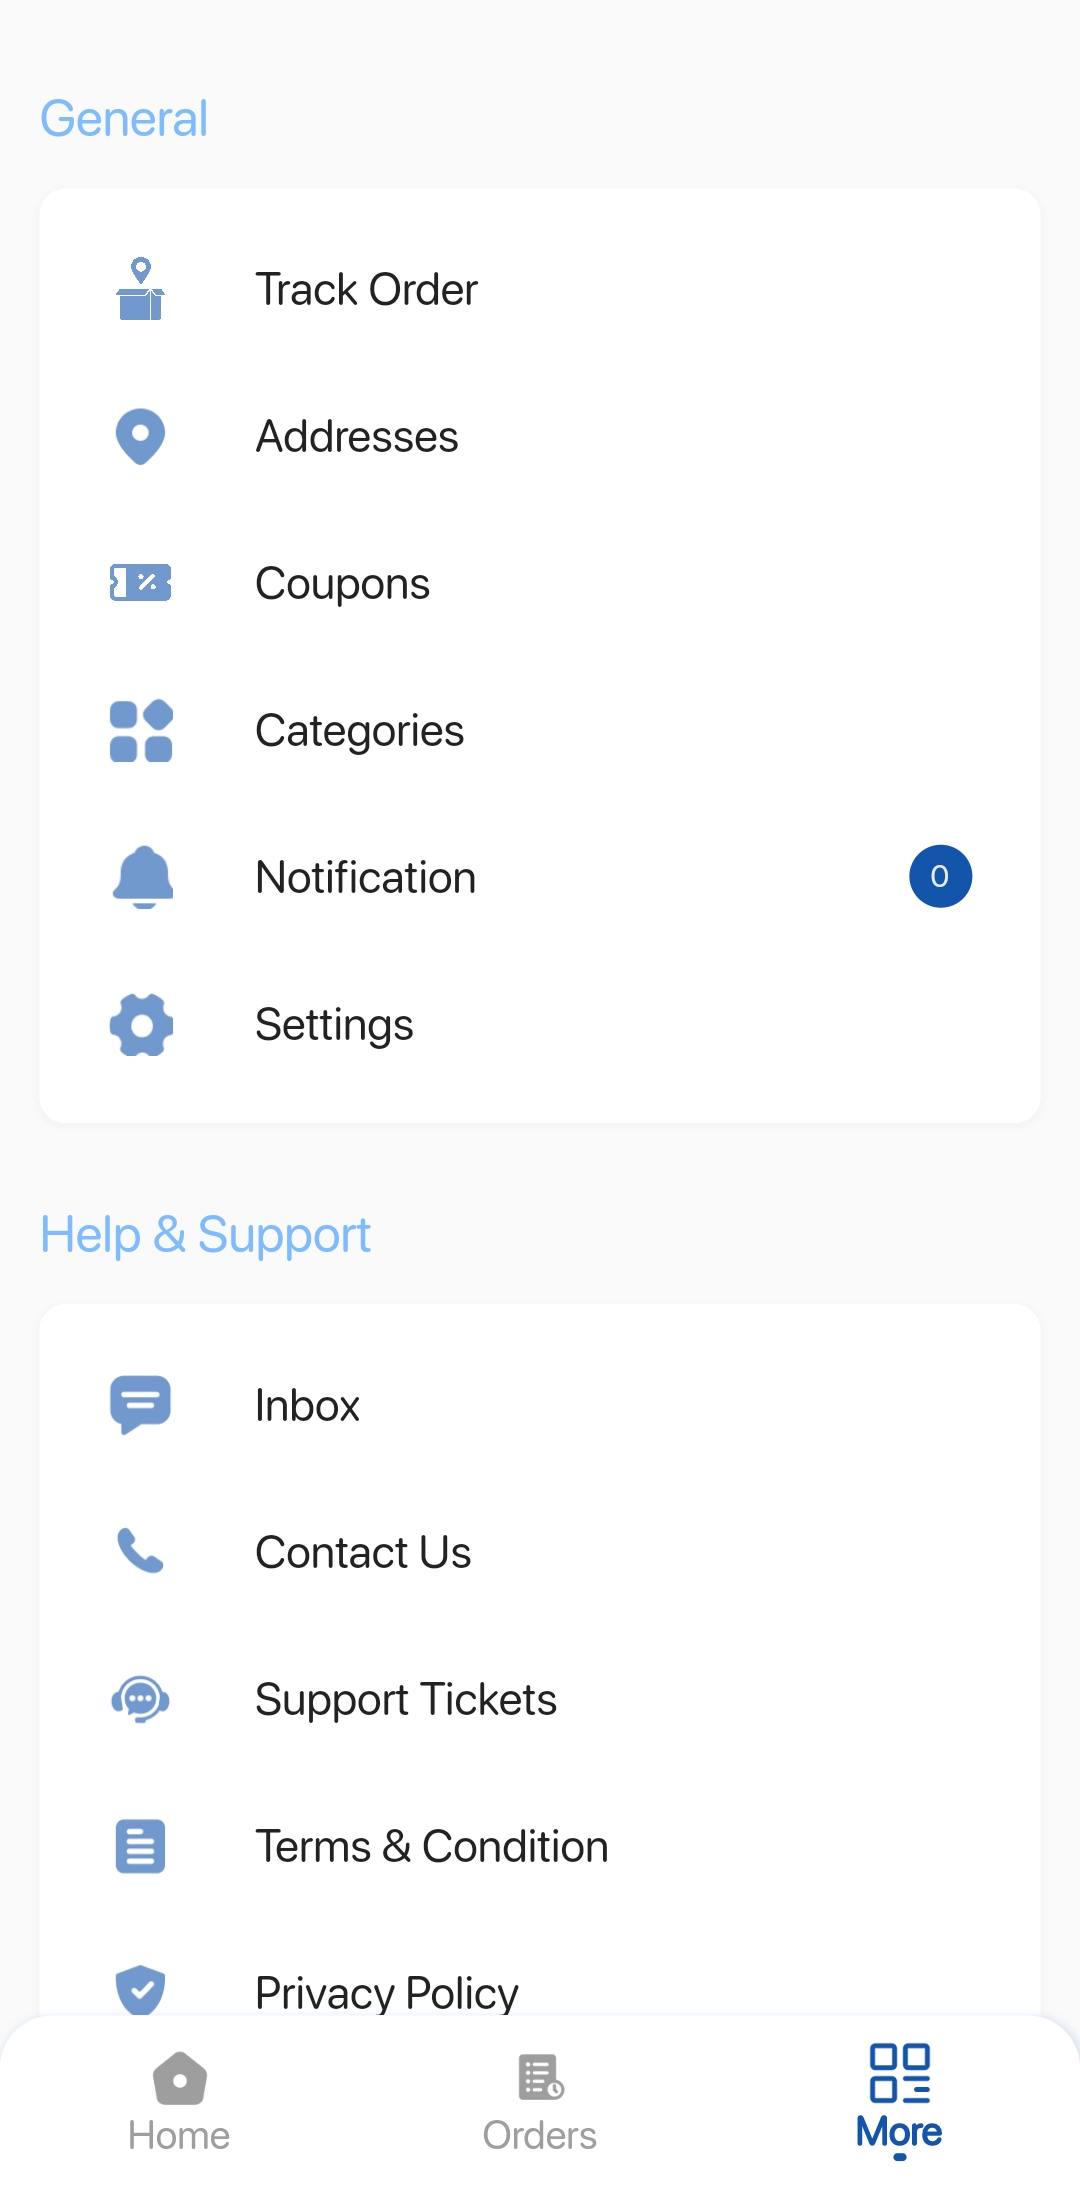 General
Track Order
Addresses
Coupons
Categories
Notification
0
Settings
Help & Support
Inbox
Contact Us
Support Tickets
Terms & Condition
Privacy Policy
Home
Orders
More